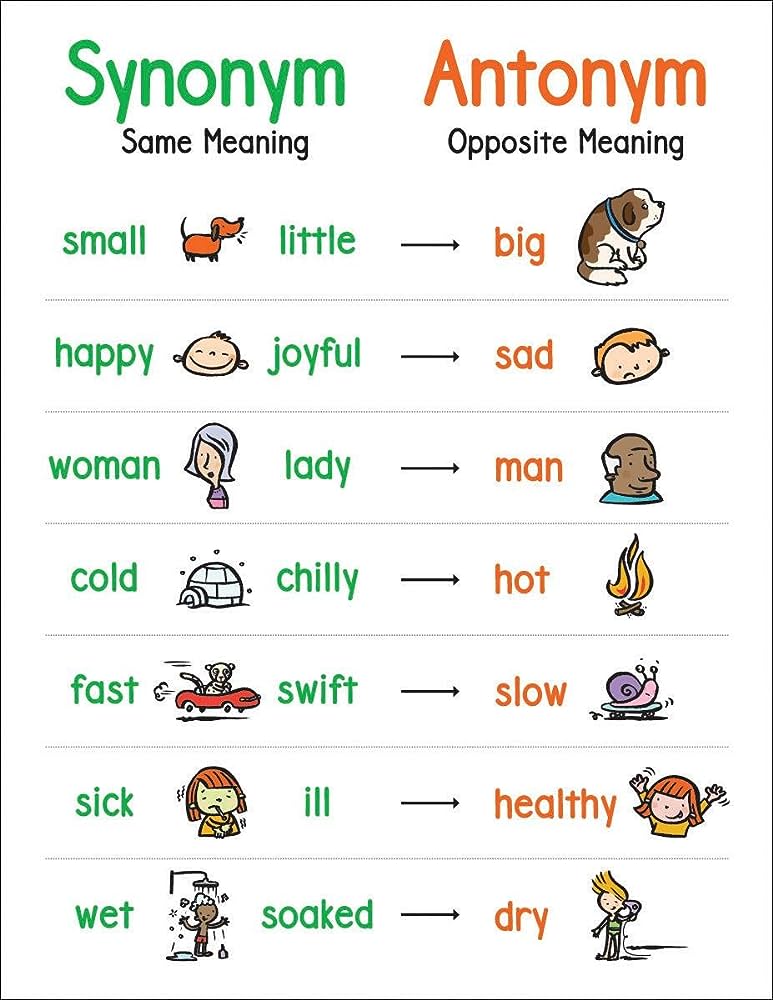 Synonym Antonym
Same Meaning Opposite Meaning
small little big
happy joyful sad
woman lady man
cold chilly hot
fast swift slow
sick ill healthy
wet soaked dry